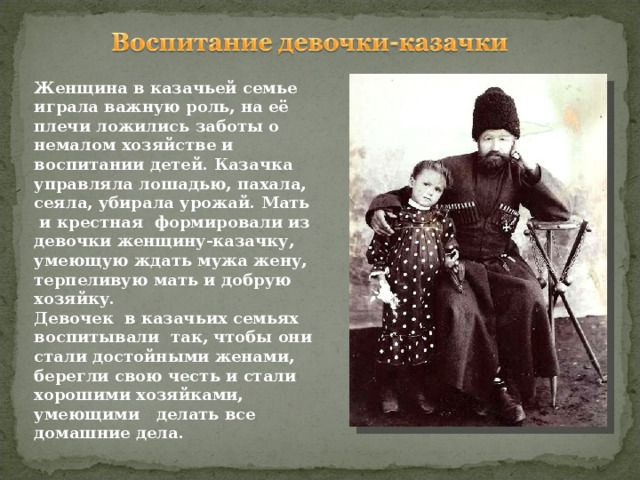 Воспитание девочки-казачки
Женщина в казачьей семье
играла важную роль, на её
плечи ложились заботы о
немалом хозяйстве и
воспитании детей. Казачка
управляла лошадью, пахала,
сеяла, убирала урожай. Мать
и крестная формировали из
девочки женщину-казачку,
умеющую ждать мужа жену,
терпеливую мать и добрую
хозяйку.
Девочек в казачьих семьях
воспитывали так, чтобы они
стали достойными женами,
берегли свою честь и стали
хорошими хозяйками,
умеющими делать все
домашние дела.